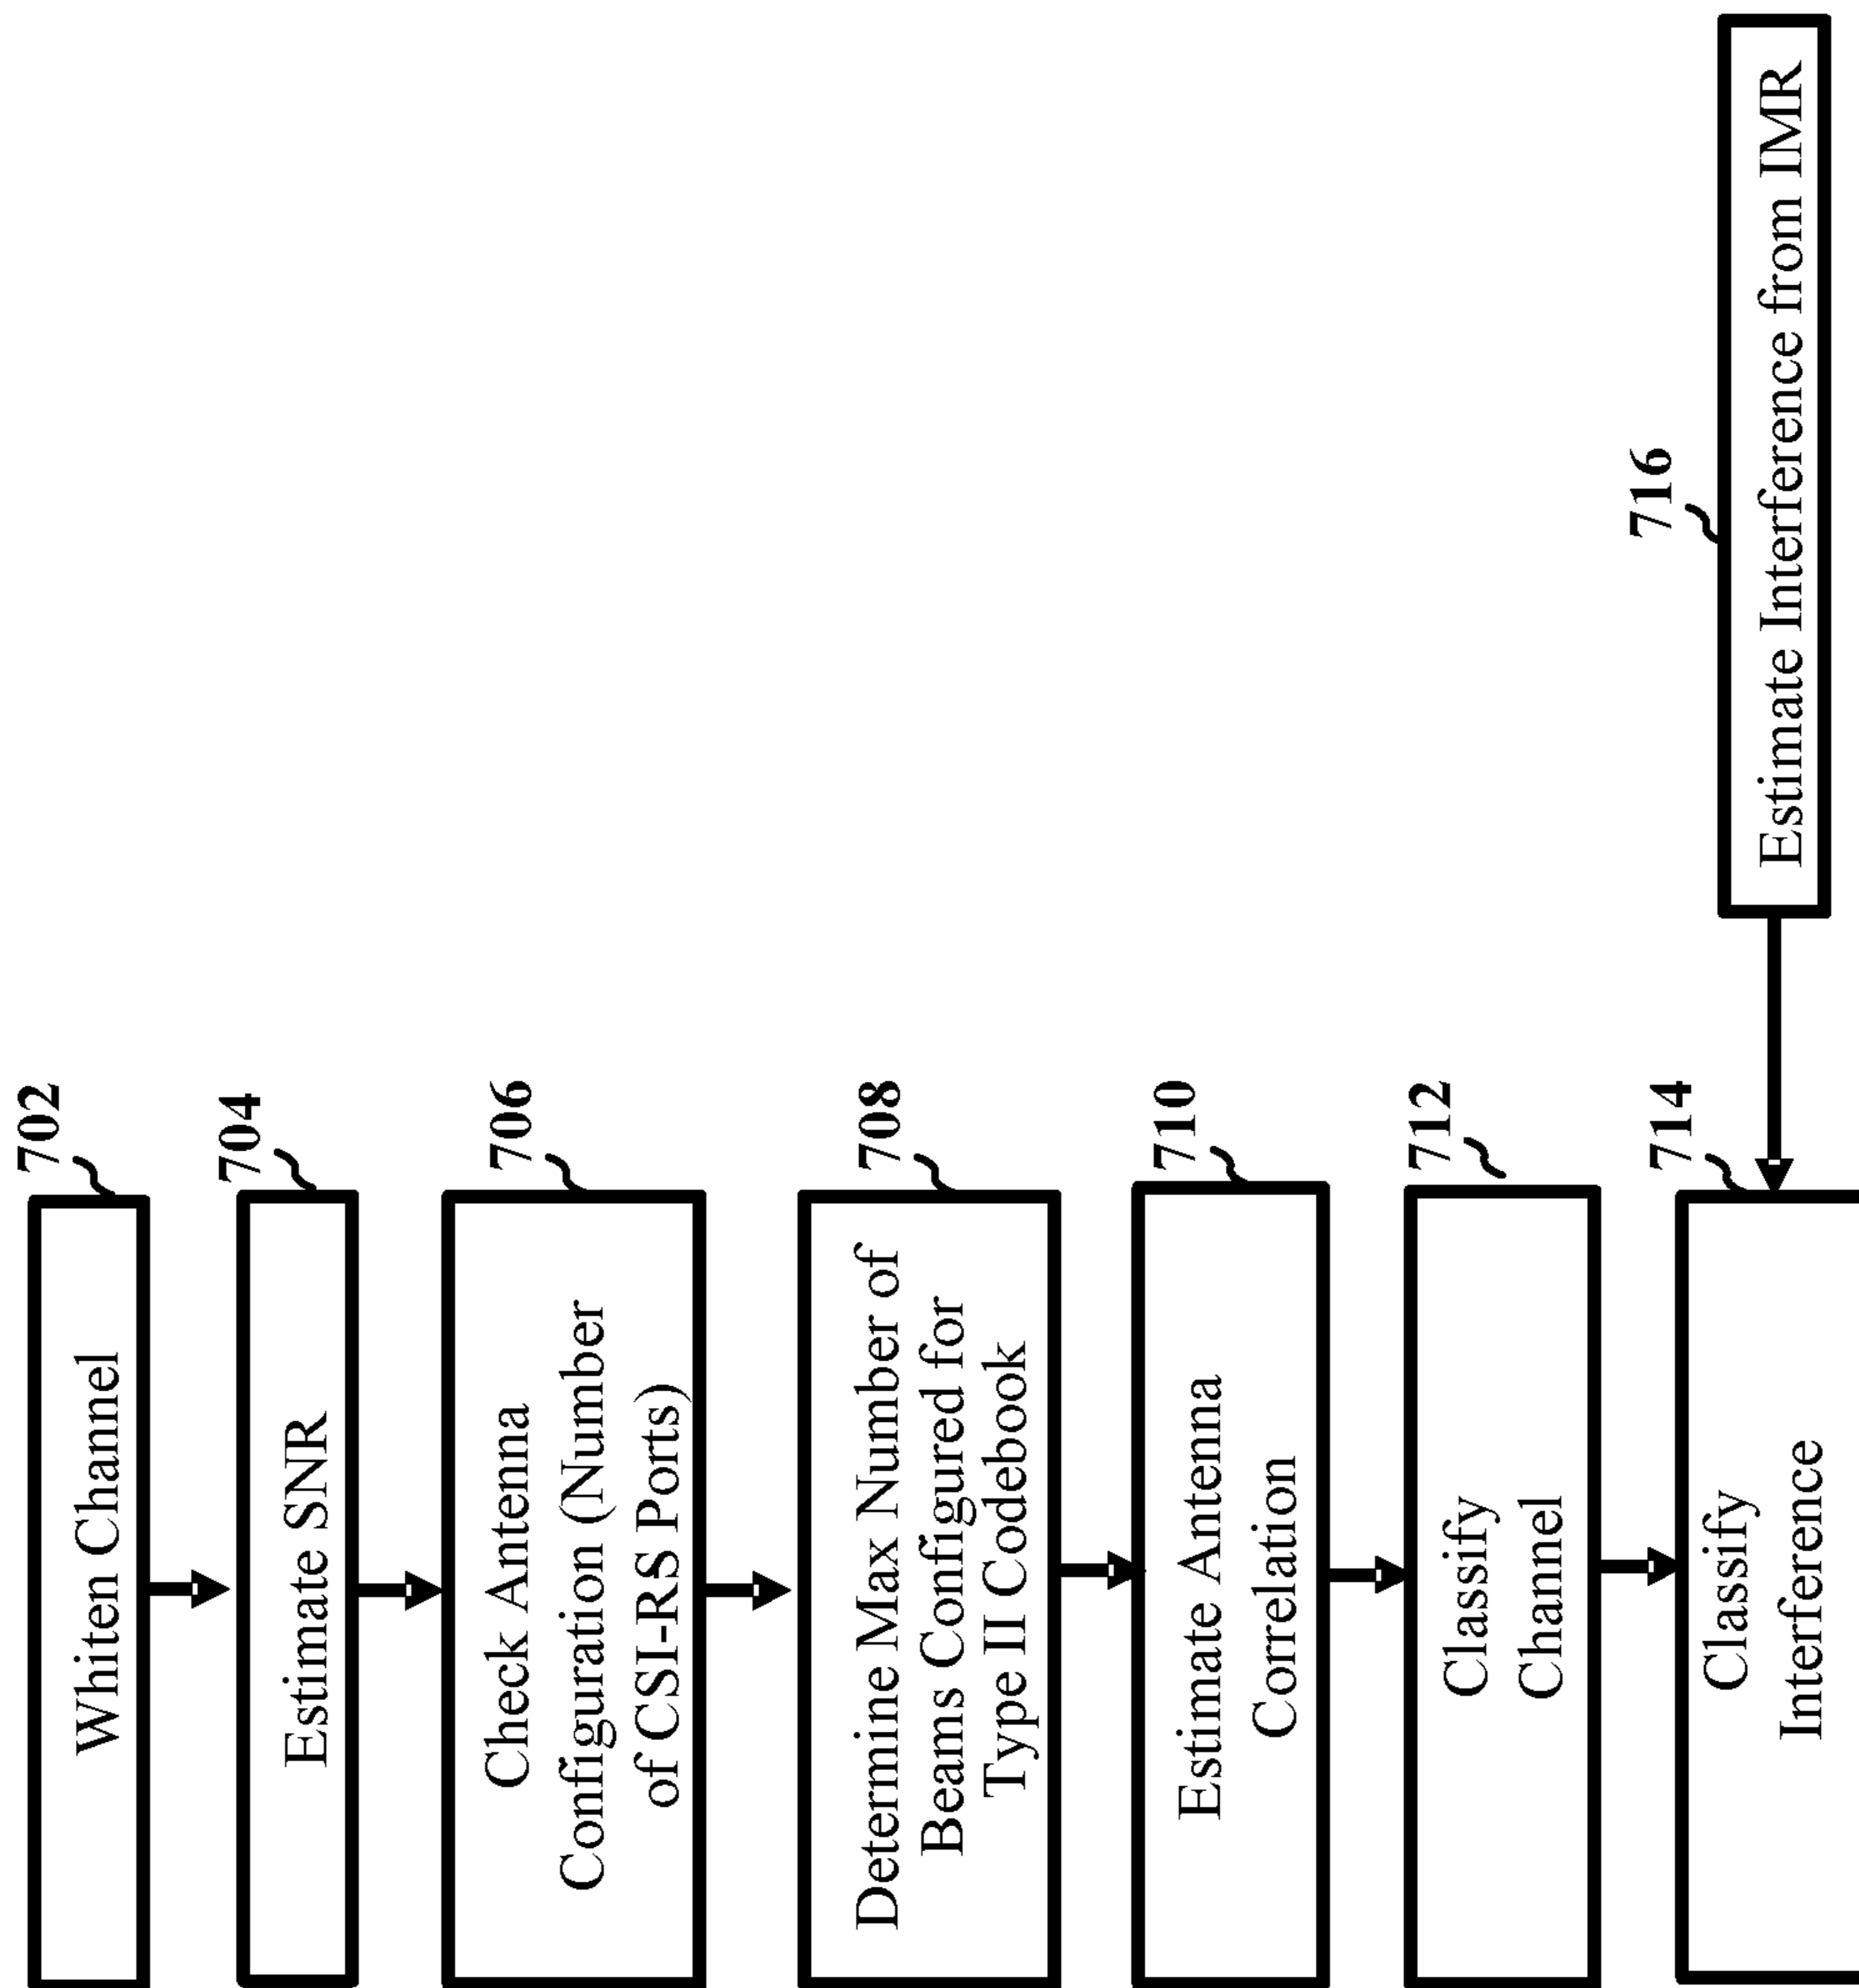 702
Whiten Channel
704
Estimate SNR
706
Check Antenna
Configuration (Number
of CSI-RS Ports)
708
Determine Max Number of
Beams Configured for
Type II Codebook
710
Estimate Antenna
Correlation
712
Classify
Channel
714
Classify
Interference
716
Estimate Interference from IMR